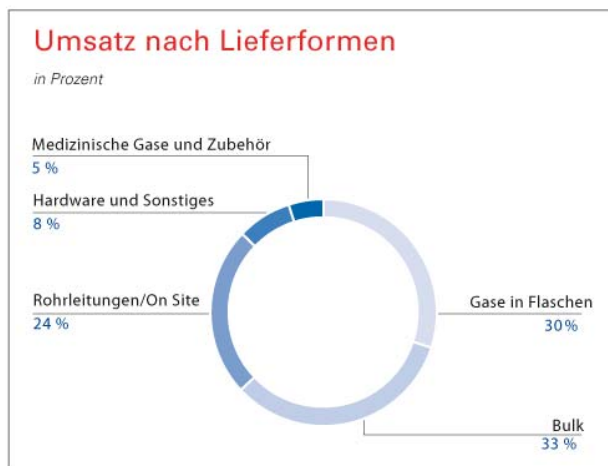 Umsatz nach Lieferformen
in Prozent
Medizinische Gase und Zubehör
5 %
Hardware und Sonstiges
8 %
Rohrleitungen/On Site
24 %
Gase in Flaschen
30%
Bulk
33 %